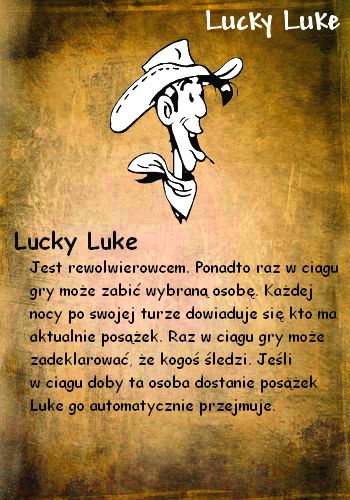 Lucky Luke
Lucky Luke
Jest rewolwierowcem. Ponadto raz w ciągu
gry może zabić wybraną osobę. Każdej
nocy po swojej turze dowiaduje się kto ma
aktualnie posążek. Raz w ciągu gry może
zadeklarować, że kogoś śledzi. Jeśli
w ciągu doby ta osoba dostanie posążek
Luke go automatycznie przejmuje.